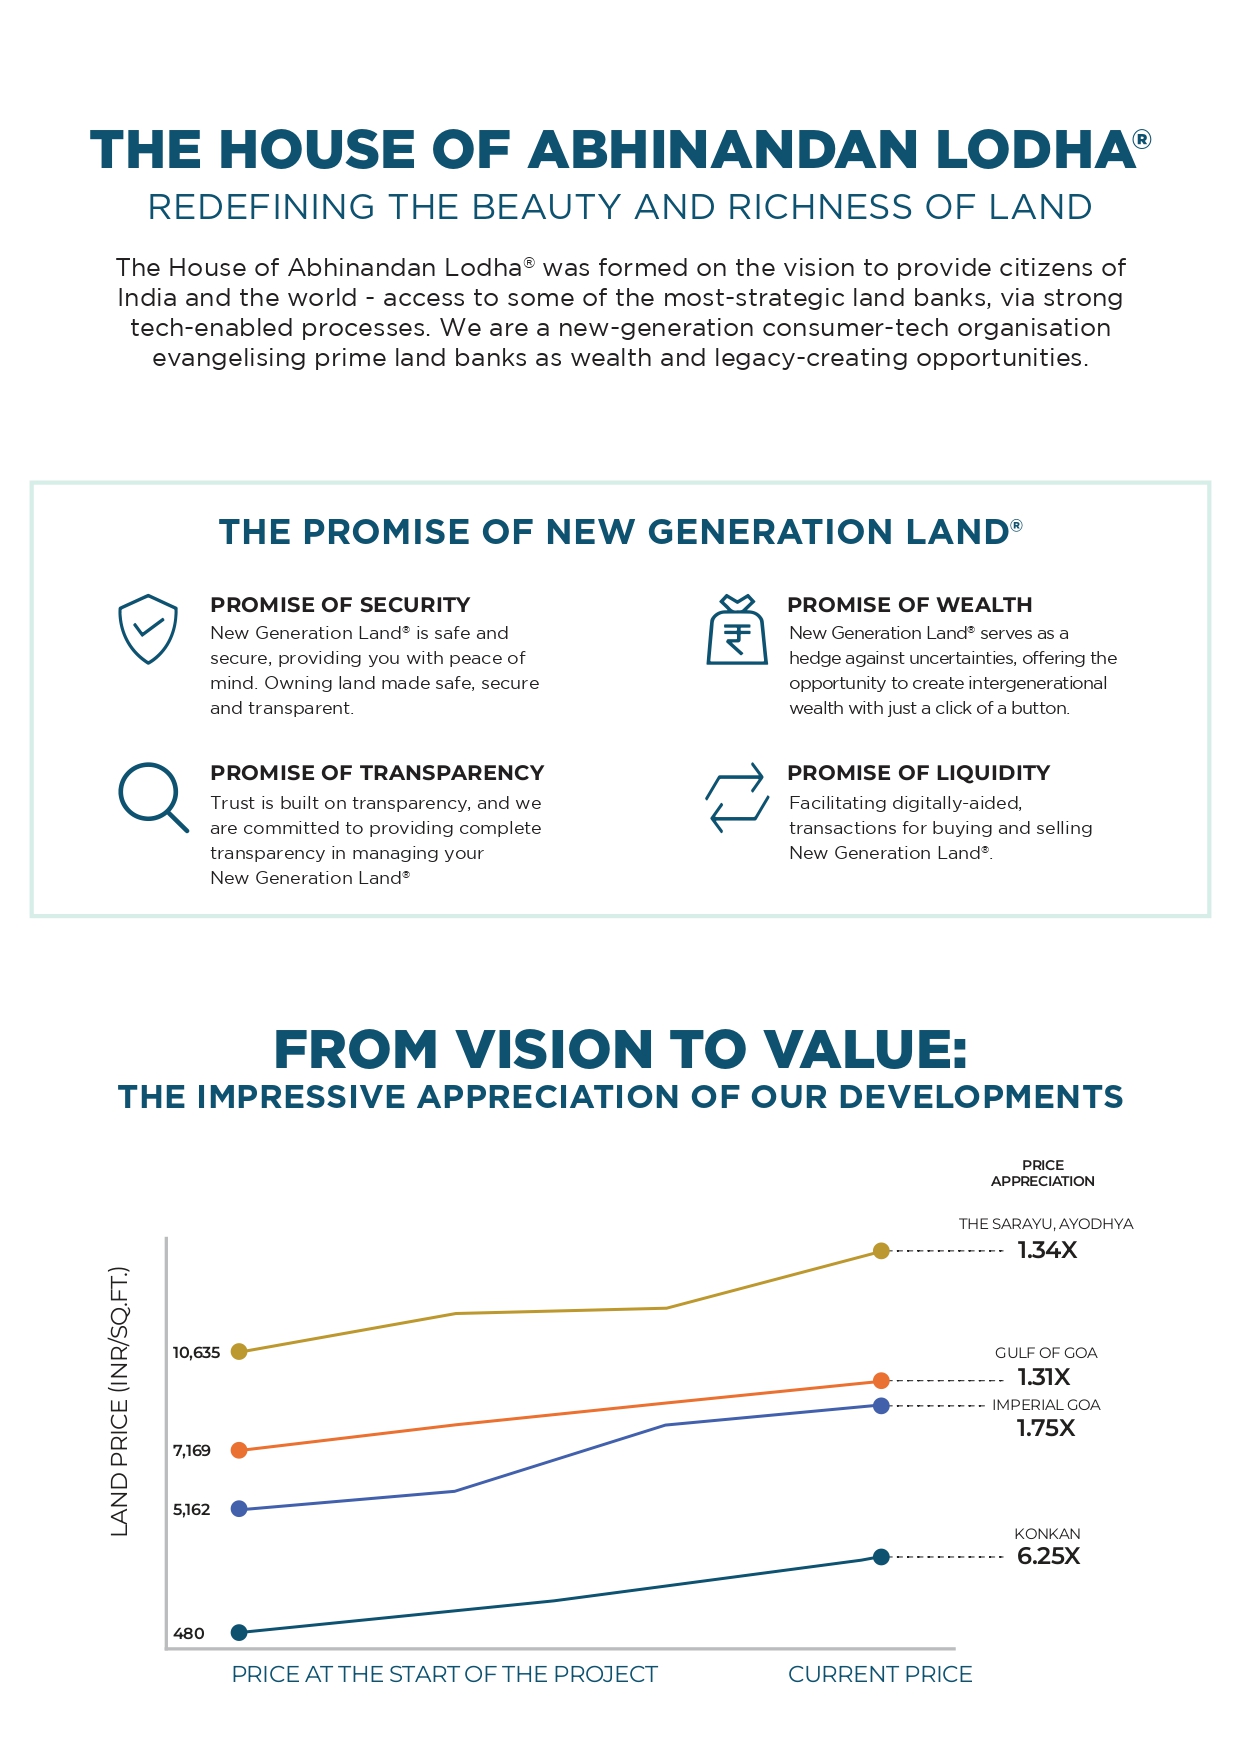 THE HOUSE OF ABHINANDAN LODHA®
REDEFINING THE BEAUTY AND RICHNESS OF LAND
The House of Abhinandan Lodha® was formed on the vision to provide citizens of
India and the world - access to some of the most-strategic land banks, via strong
tech-enabled processes. We are a new-generation consumer-tech organisation
evangelising prime land banks as wealth and legacy-creating opportunities.
THE PROMISE OF NEW GENERATION LAND®
PROMISE OF SECURITY
New Generation Land® is safe and
secure, providing you with peace of
mind. Owning land made safe, secure
and transparent.
PROMISE OF WEALTH
New Generation Land® serves as a
hedge against uncertainties, offering the
opportunity to create intergenerational
wealth with just a click of a button.
PROMISE OF TRANSPARENCY
Trust is built on transparency, and we
are committed to providing complete
transparency in managing your
New Generation Land®
PROMISE OF LIQUIDITY
Facilitating digitally-aided,
transactions for buying and selling
New Generation Land®.
FROM VISION TO VALUE:
THE IMPRESSIVE APPRECIATION OF OUR DEVELOPMENTS
PRICE
APPRECIATION
THE SARAYU, AYODHYA
1.34X
GULF OF GOA
1.31X
IMPERIAL GOA
1.75X
KONKAN
6.25X
LAND PRICE (INR/SQ.FT.)
10,635
7,169
5,162
480
PRICE AT THE START OF THE PROJECT
CURRENT PRICE